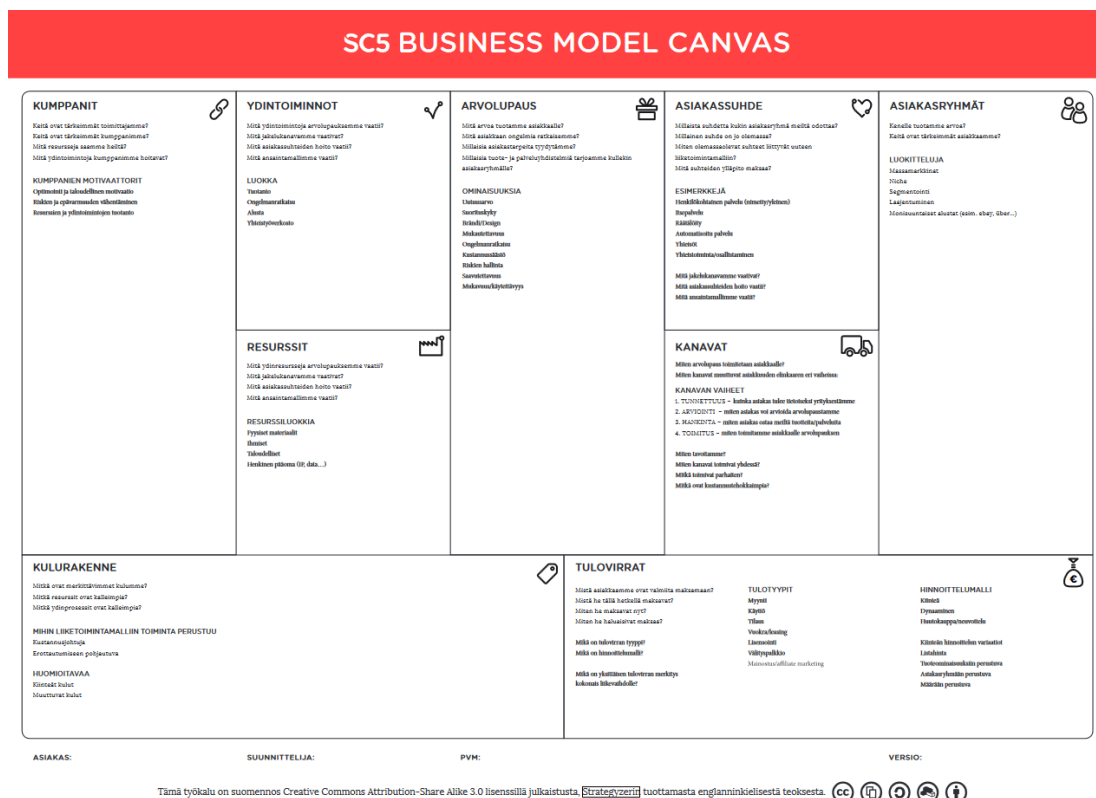 SC5 BUSINESS MODEL CANVAS
KUMPPANIT
Keitä ovat tärkeimmät toimittajamme?
Keitä ovat tärkeimmät kumppanimme?
Mitä resursseja saamme heiltä?
Mitä ydintoimintoja kumppanimme hoitavat?
KUMPPANIEN MOTIVAATTORIT
Optimointi ja taloudellinen motivaatio
Riskien ja epävarmuuden vähentäminen
Resurssien ja ydintoimintojen tuotanto
YDINTOIMINNOT
Mitä ydintoimintoja arvolupauksemme vaatii?
Mitä jakelukanavamme vaativat?
Mitä asiakassuhteiden hoito vaatii?
Mitä ansaintamallimme vaatii?
LUOKKA
Tuotanto
Ongelmanratkaisu
Alusta
Yhteistyöverkosto
RESURSSIT
Mitä ydinresursseja arvolupauksemme vaatii?
Mitä jakelukanavamme vaativat?
Mitä asiakassuhteiden hoito vaatii?
Mitä ansaintamallimme vaatii?
RESURSSILUOKKIA
Fyysiset materiaalit
Ihmiset
Taloudelliset
Henkinen pääoma (IP, data...)
ARVOLUPAUS
Mitä arvoa tuotamme asiakkaalle?
Mitä asiakkaan ongelmia ratkaisemme?
Millaisia asiakastarpeita tyydytämme?
Millaisia tuote- ja palveluyhdistelmiä tarjoamme kullekin
asiakasryhmälle?
OMINAISUUKSIA
Uutuusarvo
Suorituskyky
Brändi/Design
Mukautettavuus
Ongelmanratkaisu
Kustannussäästö
Riskien hallinta
Saavutettavuus
Mukavuus/käytettävyys
ASIAKASSUHDE
Millaista suhdetta kukin asiakasryhmä meiltä odottaa?
Millainen suhde on jo olemassa?
Miten olemassaolevat suhteet liittyvät uuteen
liiketoimintamalliin?
Mitä suhteiden ylläpito maksaa?
ESIMERKKEJÄ
Henkilökohtainen palvelu (nimetty/yleinen)
Itsepalvelu
Räätälöity
Automatisoitu palvelu
Yhteisöt
Yhteistoiminta/osallistaminen
Mitä jakelukanavamme vaativat?
Mitä asiakassuhteiden hoito vaatii?
Mitä ansaintamallimme vaatii?
KANAVAT
Miten arvolupaus toimitetaan asiakkaalle?
Miten kanavat muuttuvat asiakkuuden elinkaaren eri vaiheissa:
KANAVAN VAIHEET
1. TUNNETTUUS – kuinka asiakas tulee tietoiseksi yrityksestämme
2. ARVIOINTI – miten asiakas voi arvioida arvolupaustamme
3. HANKINTA – miten asiakas ostaa meiltä tuotteita/palveluita
4. TOIMITUS – miten toimitamme asiakkaalle arvolupauksen
Miten tavoitamme?
Miten kanavat toimivat yhdessä?
Mitkä toimivat parhaiten?
Mitkä ovat kustannustehokkaimpia?
ASIAKASRYHMÄT
Kenelle tuotamme arvoa?
Keitä ovat tärkeimmät asiakkaamme?
LUOKITTELUJA
Massamarkkinat
Niche
Segmentointi
Laajentuminen
Monisuuntaiset alustat (esim. ebay, über...)
KULURAKENNE
Mitkä ovat merkittävimmat kulumme?
Mitkä resurssit ovat kalleimpia?
Mitkä ydinprosessit ovat kalleimpia?
MIHIN LIIKETOIMINTAMALLIIN TOIMINTA PERUSTUU
Kustannusjohtuja
Erottautumiseen pohjautuva
HUOMIOITAVAA
Kiinteät kulut
Muuttuvat kulut
TULOVIRRAT
Mistä asiakkaamme ovat valmiita maksamaan?
Mistä he tällä hetkellä maksavat?
Miten he maksavat nyt?
Miten he haluaisivat maksaa?
Mikä on tulovirran tyyppi?
Mikä on hinnoittelumalli?
Mikä on yksittäisen tulovirran merkitys
kokonais liikevaihdolle?
TULOTYYPIT
Myynti
Käyttö
Tilaus
Vuokra/leasing
Lisensointi
Välityspalkkio
Mainostus/affiliate marketing
HINNOITTELUMALLI
Kiinteä
Dynaaminen
Huutokauppa/neuvottelu
Kiinteän hinnoittelun variaatiot
Listahinta
Tuoteominaisuuksiin perustuva
Asiakasryhmään perustuva
Määrään perustuva
ASIAKAS:
SUUNNITTELIJA:
PVM:
VERSIO:
Tämä työkalu on suomennos Creative Commons Attribution-Share Alike 3.0 lisenssillä julkaistusta, Strategyzerin tuottamasta englanninkielisestä teoksesta.